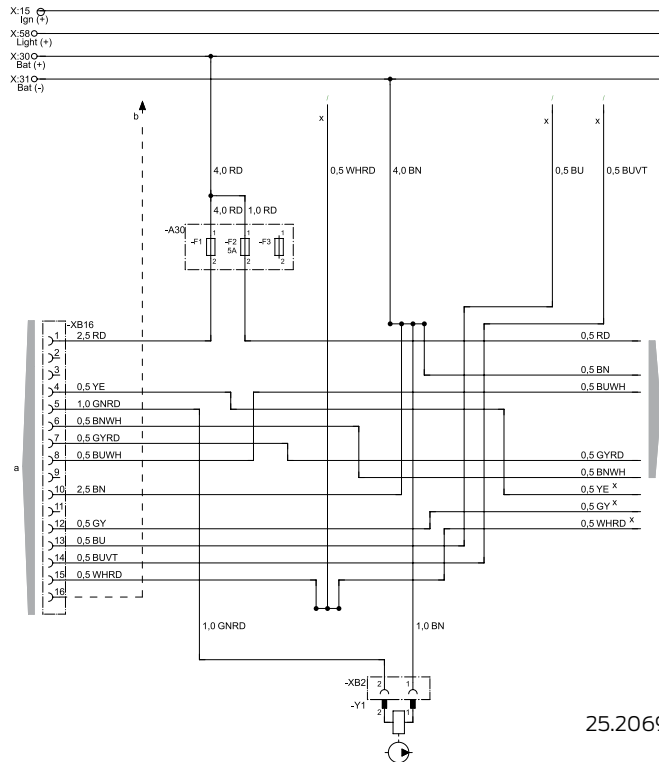 X:15
Ign (+)
X:58
Light (+)
X:30
Bat (+)
X:31
Bat (-)
b
x
x
x
4,0 RD
0,5 WHRD
4,0 BN
0,5 BU
0,5 BUVT
4,0 RD
1,0 RD
-A30
1
1
1
-F1
-F2
5A
-F3
2
2
2
-XB16
1
2,5 RD
0,5 RD
2
3
0,5 BN
4
0,5 YE
0,5 BUWH
5
1,0 GNRD
6
0,5 BNWH
7
0,5 GYRD
a
8
0,5 BUWH
0,5 GYRD
9
0,5 BNWH
10
2,5 BN
0,5 YE x
11
0,5 GY x
12
0,5 GY
0,5 WHRD x
13
0,5 BU
14
0,5 BUVT
15
0,5 WHRD
16
1,0 GNRD
1,0 BN
-XB2
2
1
-Y1
2
1
25.2069